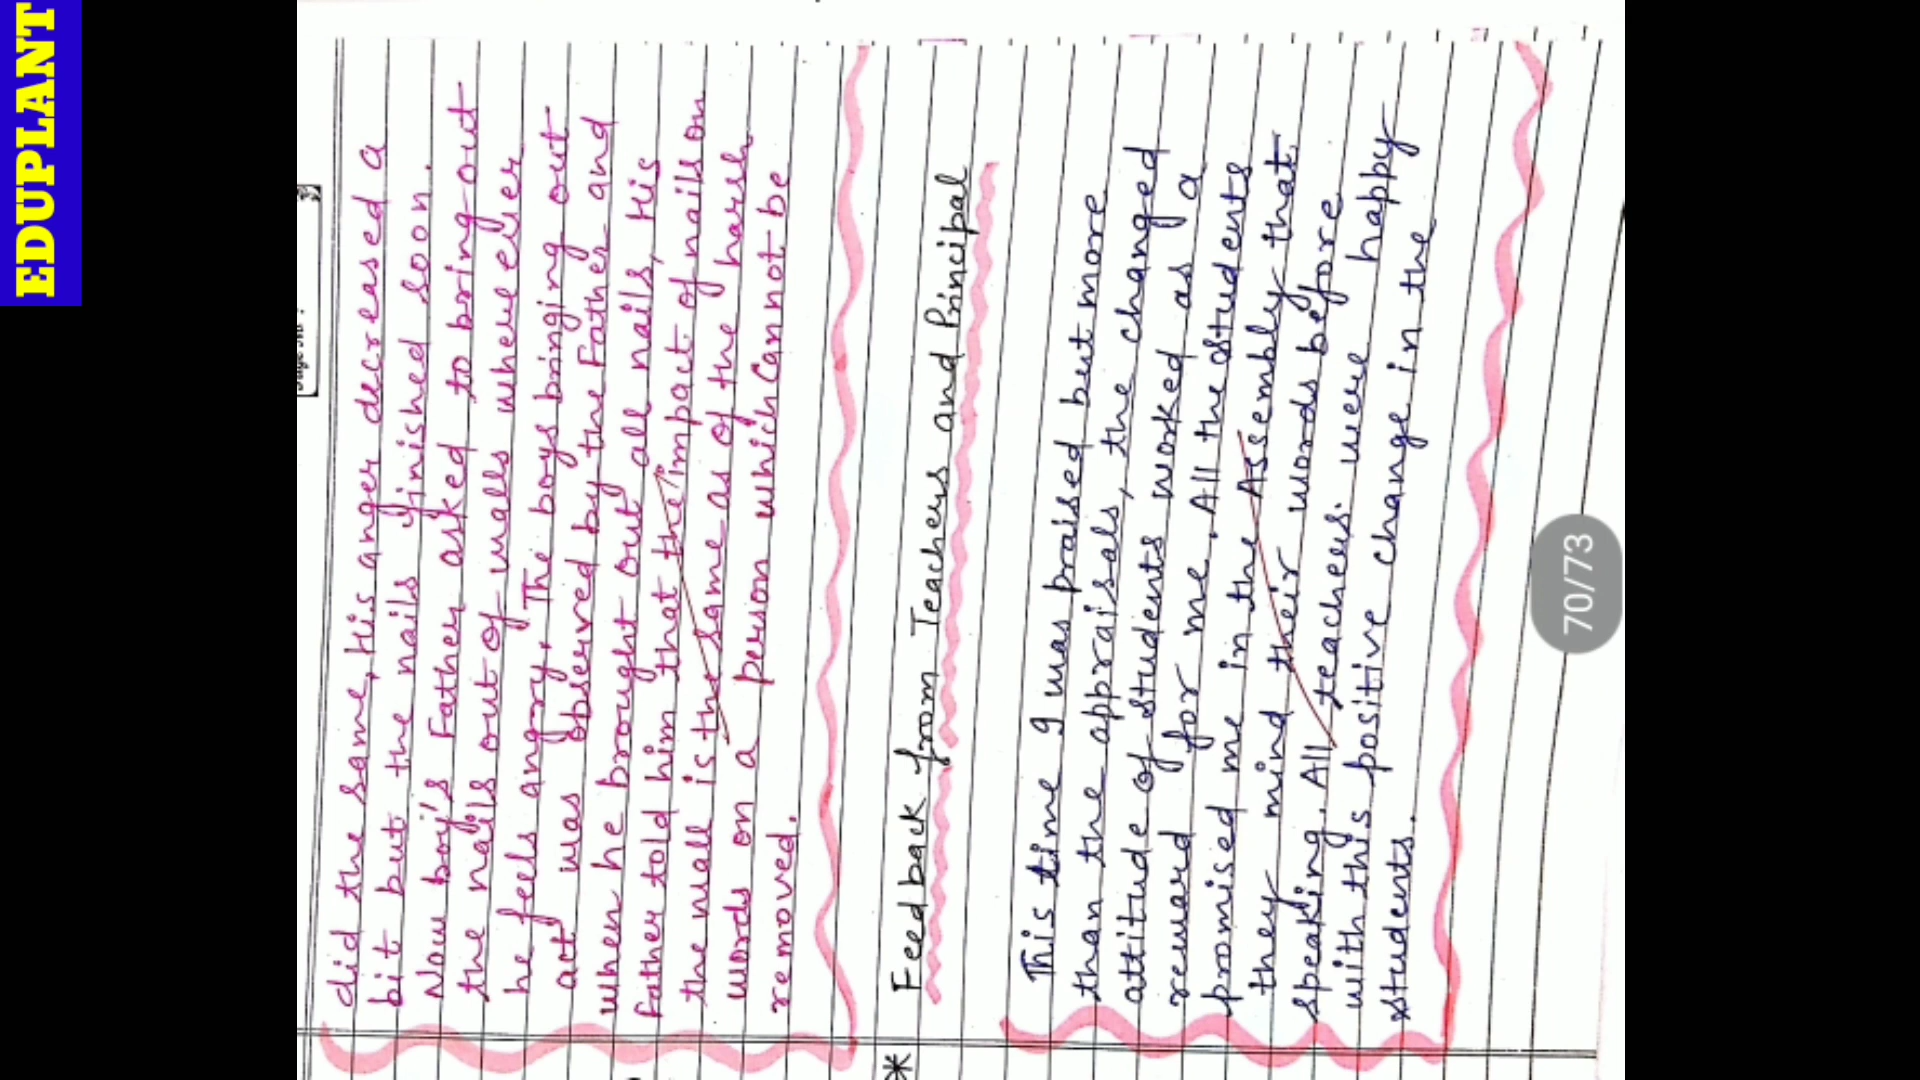 EDUPLANT
did the same, His anger decreased a
bit but the nails finished soon.
Now boy's Father asked to bring out
the nails out of walls where ever
he feels angry. The boys bringing out
act was observed by the Father and
when he brought out all nails, His
father told him that the impact of nails on
the wall is the same as of the harsh
words on a person which cannot be
removed.
* Feedback from Teachers and Principal
This time I was praised but more
than the appraisals, the changed
attitude of students worked as a
reward for me. All the students
promised me in the Assembly that
they mind their words before
speaking. All teachers were happy
with this positive change in the
students.
70/73